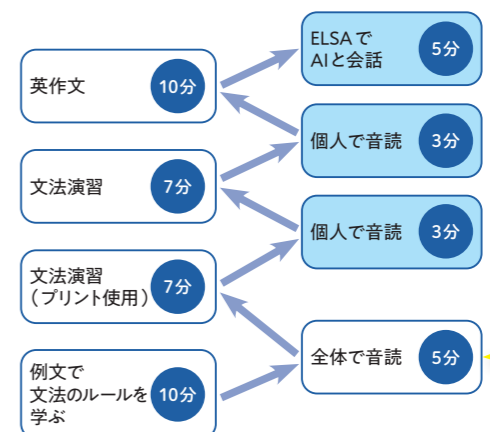 ELSAで
AIと会話
5分
英作文
10分
個人で音読
3分
文法演習
7分
個人で音読
3分
文法演習
（プリント使用）
7分
全体で音読
5分
例文で
文法のルールを
学ぶ
10分